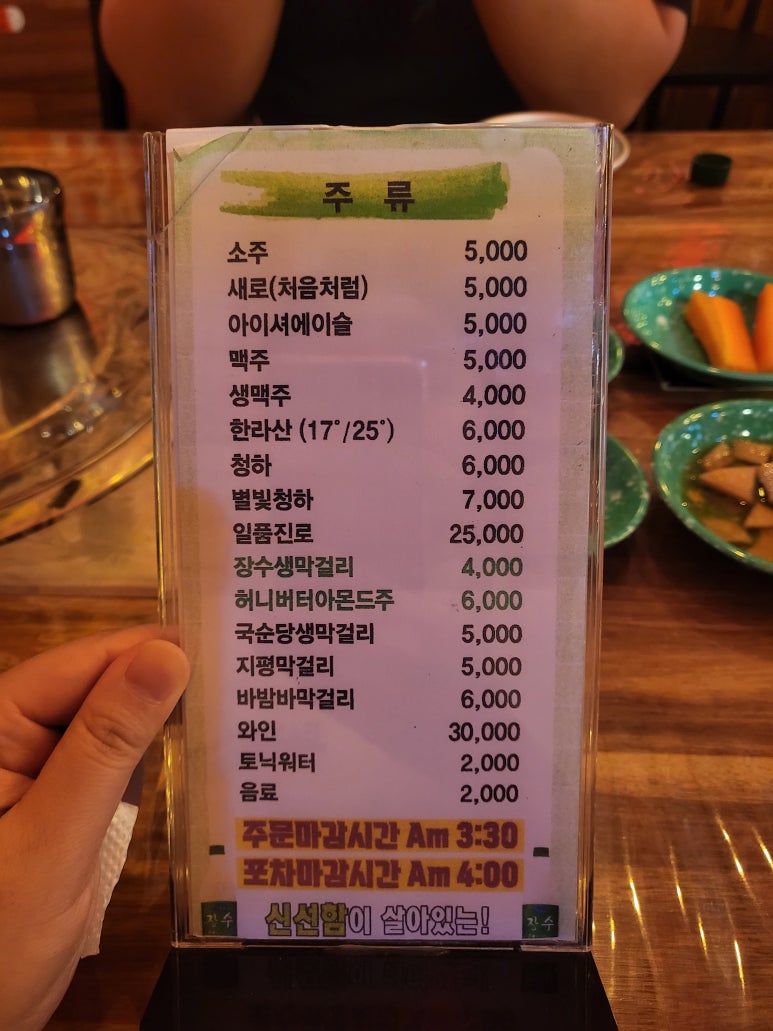 주 류
소주 5,000
새로(처음처럼) 5,000
아이셔에이슬 5,000
맥주 5,000
생맥주 4,000
한라산 (17˚/25˚) 6,000
청하 6,000
별빛청하 7,000
일품진로 25,000
장수생막걸리 4,000
허니버터아몬드주 6,000
국순당생막걸리 5,000
지평막걸리 5,000
바밤바막걸리 6,000
와인 30,000
토닉워터 2,000
음료 2,000
주문마감시간 Am 3:30
포차마감시간 Am 4:00
장수 신선함이 살아있는! 장수